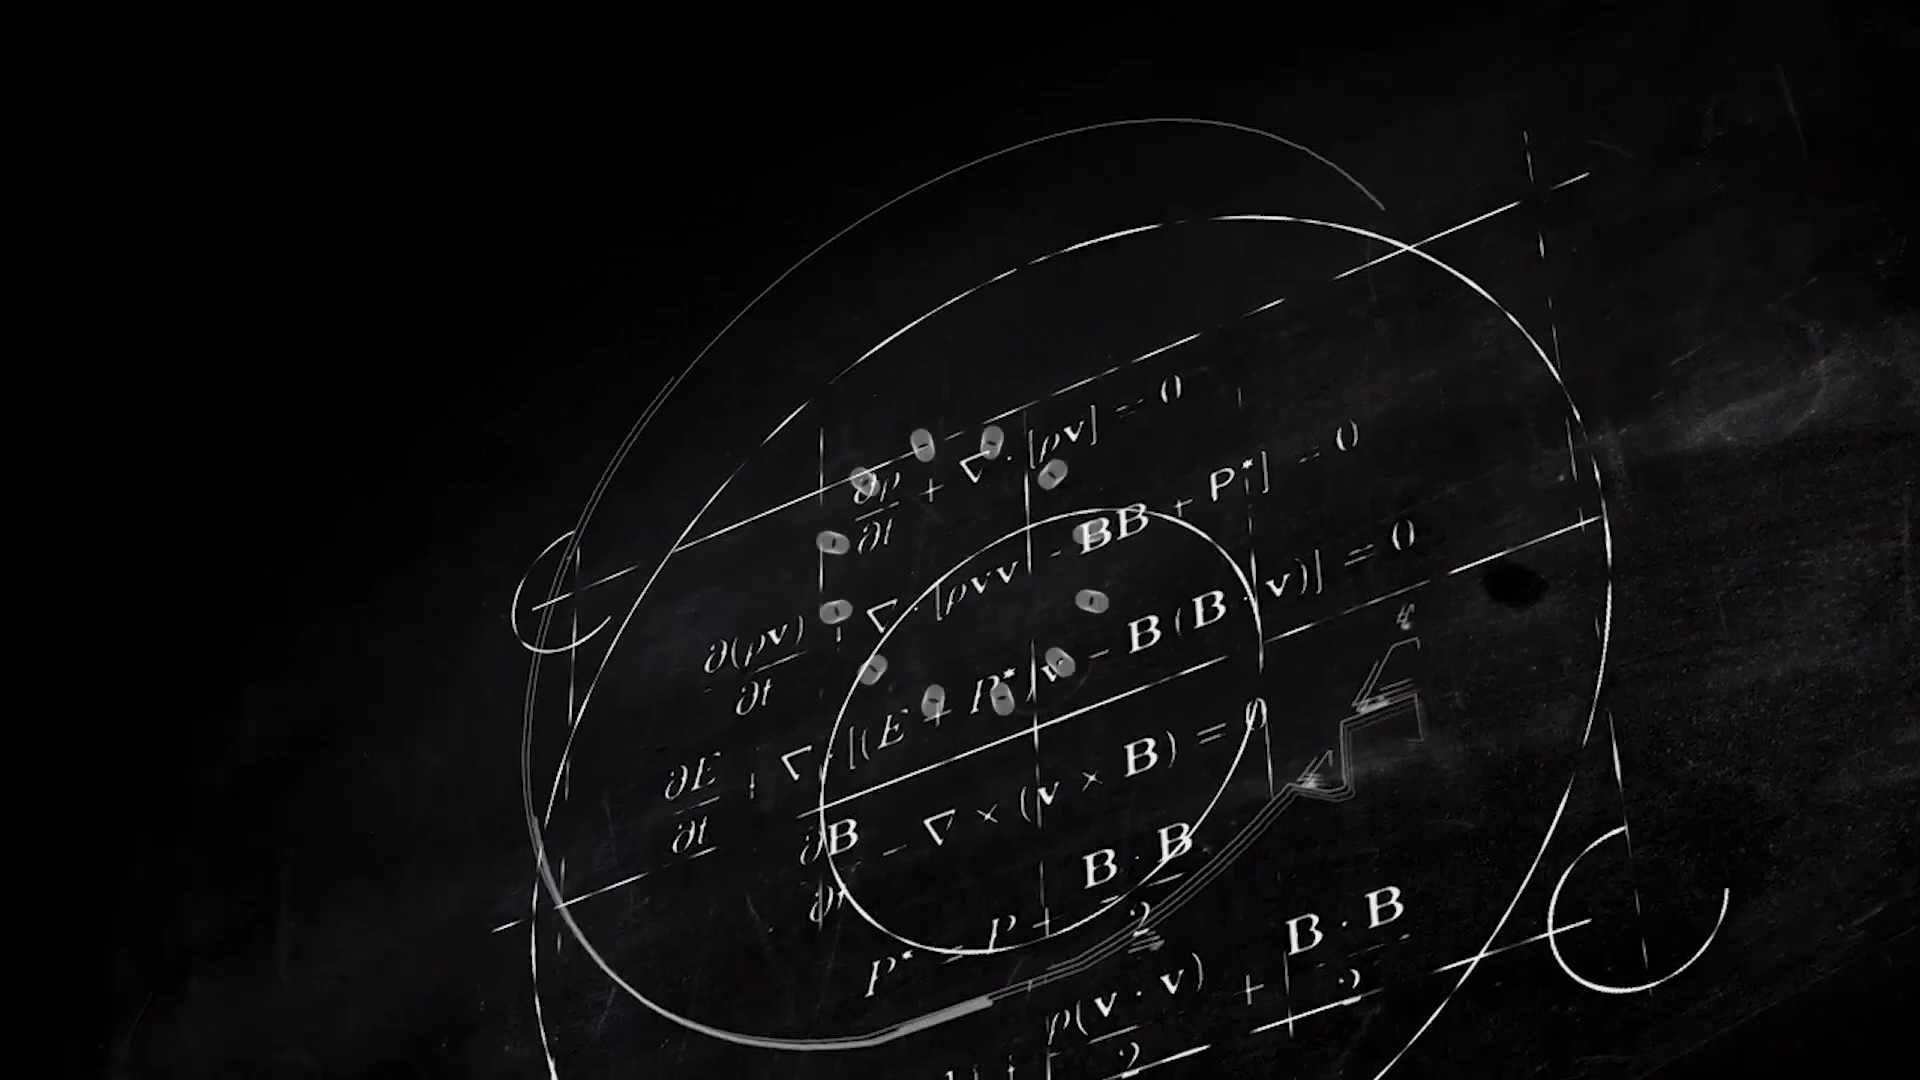 ∂ρ/∂t + ∇ · [ρv] = 0
∂(ρv)/∂t + ∇ · [ρvv - BB + P*] = 0
∂E/∂t + ∇ · [(E + P*)v - B(B · v)] = 0
∂B/∂t - ∇ × (v × B) = 0
P* = P + B · B/2
+ ρ(v · v)/2 + B · B/2